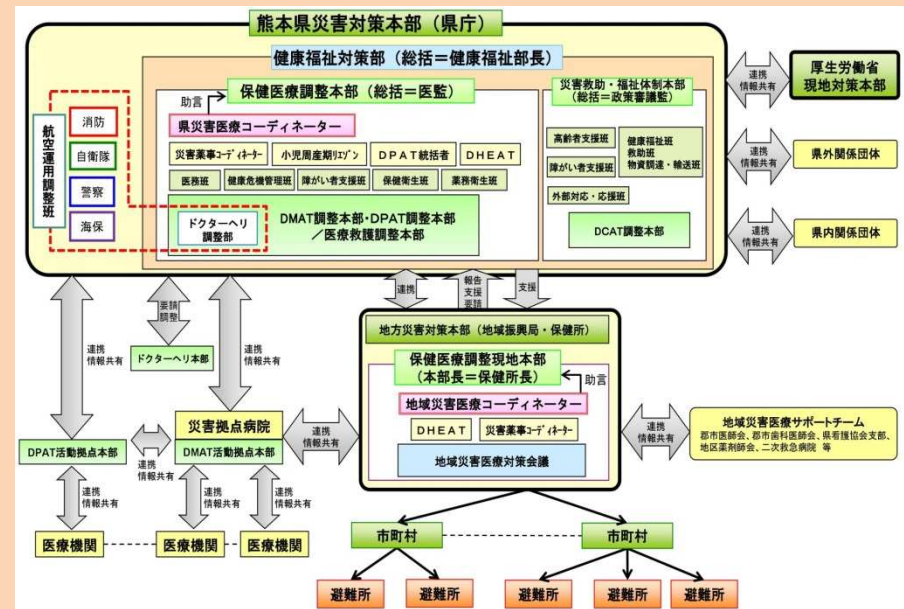 熊本県災害対策本部（県庁）
健康福祉対策部（総括＝健康福祉部長）
保健医療調整本部（総括＝医監）
助言
県災害医療コーディネーター
災害薬事ｺｰﾃﾞｨﾈｰﾀｰ
小児周産期ﾘｴｿﾞﾝ
ＤＰＡＴ統括者
ＤＨＥＡＴ
医務班
健康危機管理班
障がい者支援班
保健衛生班
薬務衛生班
DMAT調整本部・DPAT調整本部
／医療救護調整本部
ドクターヘリ
調整部
航空運用調整班
消防
自衛隊
警察
海保
災害救助・福祉体制本部
（総括＝政策審議監）
高齢者支援班
障がい者支援班
健康福祉班
救助班
物資調達・輸送班
外部対応・応援班
DCAT調整本部
連携
情報共有
厚生労働省
現地対策本部
連携
情報共有
県外関係団体
連携
情報共有
県内関係団体
連携
報告
支援
要請
支援
連携
情報共有
要請
調整
ドクターヘリ本部
連携
情報共有
地方災害対策本部（地域振興局・保健所）
保健医療調整現地本部
（本部長＝保健所長）
助言
地域災害医療コーディネーター
ＤＨＥＡＴ
災害薬事ｺｰﾃﾞｨﾈｰﾀｰ
地域災害医療対策会議
連携
情報共有
地域災害医療サポートチーム
郡市医師会、郡市歯科医師会、県看護協会支部、
地区薬剤師会、二次救急病院　等
DPAT活動拠点本部
連携
情報共有
災害拠点病院
DMAT活動拠点本部
連携
情報共有
連携
情報共有
連携
情報共有
連携
情報共有
医療機関
医療機関
医療機関
市町村
市町村
避難所
避難所
避難所
避難所
避難所